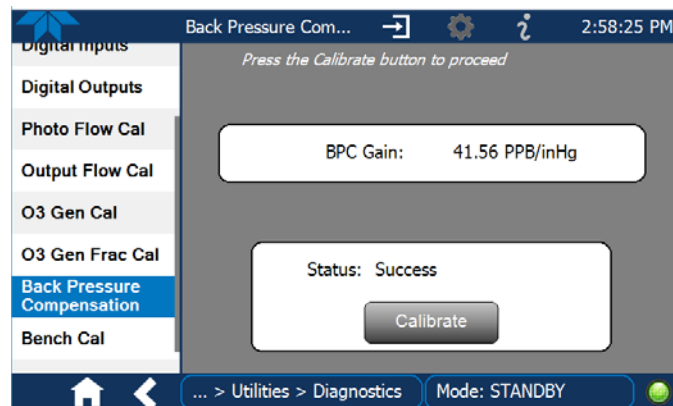 Back Pressure Com...
2:58:25 PM
Digital Inputs
Digital Outputs
Photo Flow Cal
Output Flow Cal
O3 Gen Cal
O3 Gen Frac Cal
Back Pressure
Compensation
Bench Cal
Press the Calibrate button to proceed
BPC Gain: 41.56 PPB/inHg
Status: Success
Calibrate
... > Utilities > Diagnostics
Mode: STANDBY